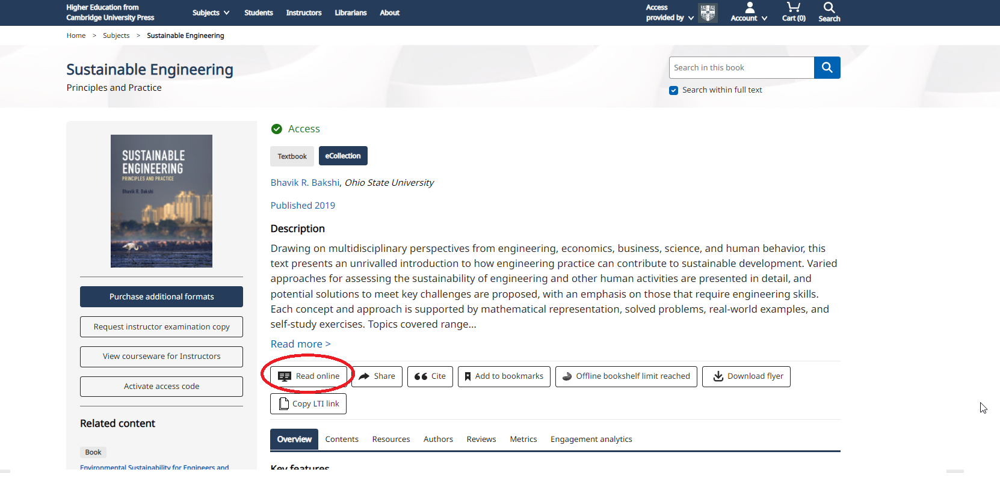 Higher Education from
Cambridge University Press
Subjects
Students
Instructors
Librarians
About
Access
provided by
Account
Cart (0)
Search
Home > Subjects > Sustainable Engineering
Sustainable Engineering
Principles and Practice
Search in this book
Search within full text
SUSTAINABLE
ENGINEERING
PRINCIPLES AND PRACTICE
Bhavik R. Bakshi
Purchase additional formats
Request instructor examination copy
View courseware for Instructors
Activate access code
Related content
Book
Environmental Sustainability for Engineers and
Access
Textbook
eCollection
Bhavik R. Bakshi, Ohio State University
Published 2019
Description
Drawing on multidisciplinary perspectives from engineering, economics, business, science, and human behavior, this
text presents an unrivalled introduction to how engineering practice can contribute to sustainable development. Varied
approaches for assessing the sustainability of engineering and other human activities are presented in detail, and
potential solutions to meet key challenges are proposed, with an emphasis on those that require engineering skills.
Each concept and approach is supported by mathematical representation, solved problems, real-world examples, and
self-study exercises. Topics covered range...
Read more >
Read online
Share
Cite
Add to bookmarks
Offline bookshelf limit reached
Download flyer
Copy LTI link
Overview
Contents
Resources
Authors
Reviews
Metrics
Engagement analytics
Key features